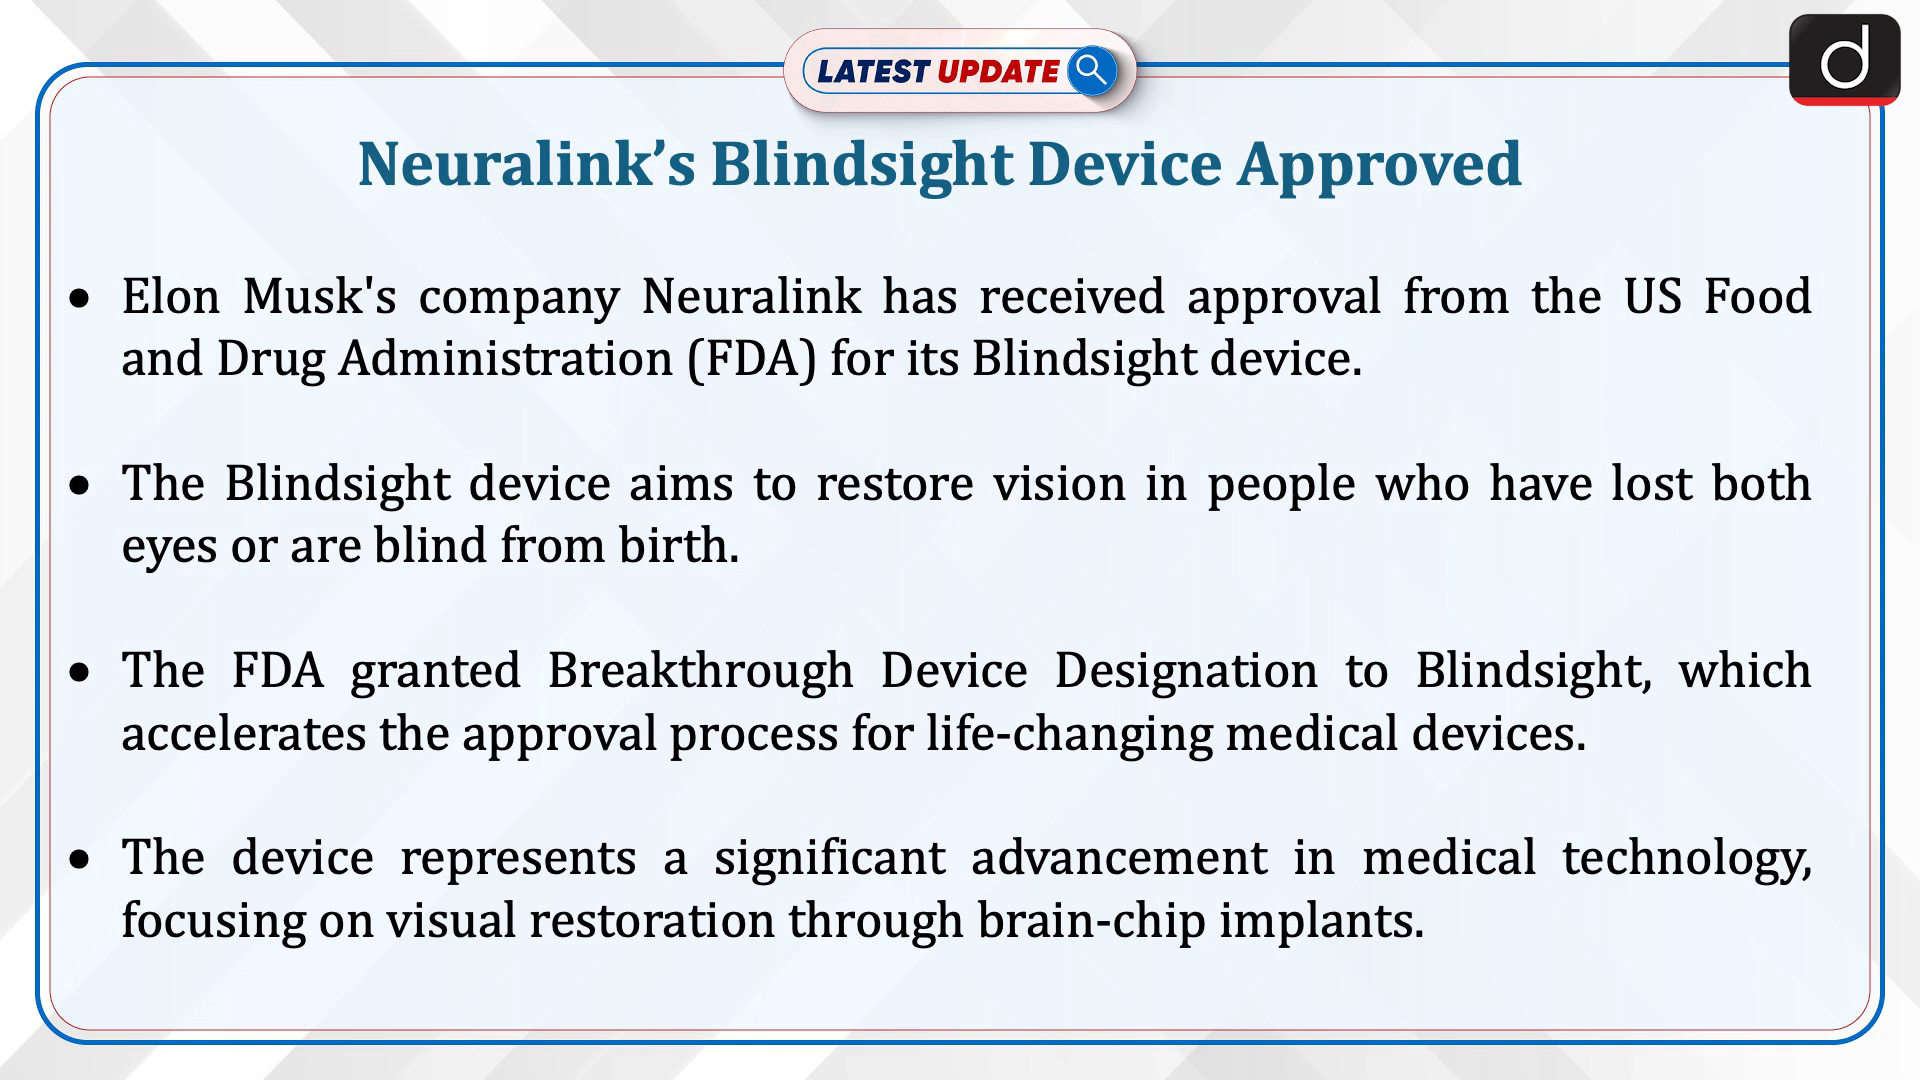 LATEST UPDATE
d
Neuralink’s Blindsight Device Approved
• Elon Musk's company Neuralink has received approval from the US Food
and Drug Administration (FDA) for its Blindsight device.
• The Blindsight device aims to restore vision in people who have lost both
eyes or are blind from birth.
• The FDA granted Breakthrough Device Designation to Blindsight, which
accelerates the approval process for life-changing medical devices.
• The device represents a significant advancement in medical technology,
focusing on visual restoration through brain-chip implants.